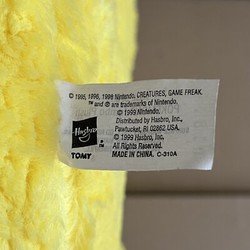 © 1995, 1996, 1998 Nintendo, CREATURES, GAME FREAK.
TM and ® are trademarks of Nintendo.
© 1999 Nintendo.
Distributed by Hasbro, Inc.,
Pawtucket, RI 02862 USA.
© 1999 Hasbro, Inc.
All Rights Reserved.
MADE IN CHINA. C-310A
Hasbro
TOMY